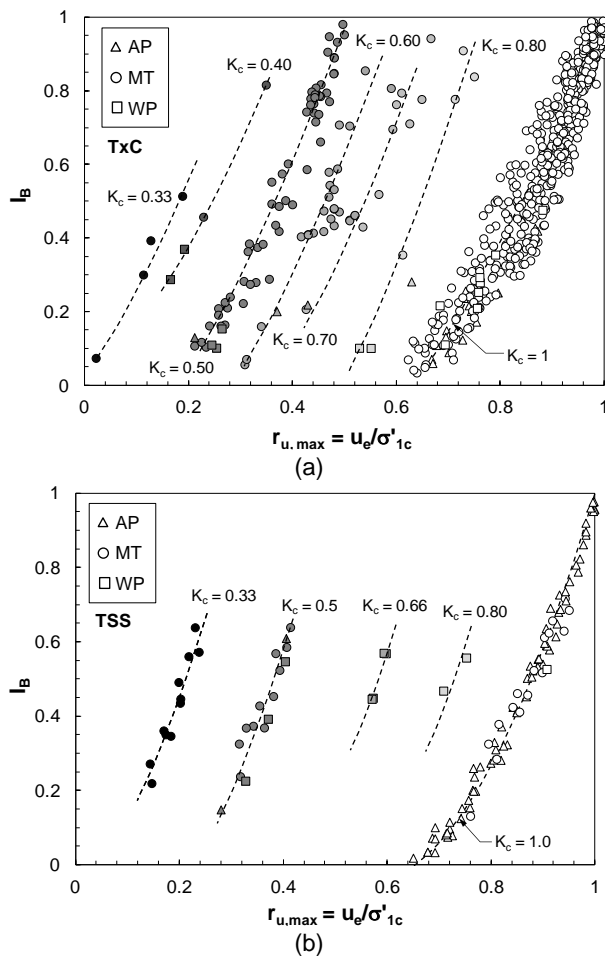 1
0.8
0.6
0.4
0.2
0
I_B
AP
MT
WP
TxC
K_c = 0.33
K_c = 0.40
K_c = 0.60
K_c = 0.80
K_c = 0.50
K_c = 0.70
K_c = 1
0 0.2 0.4 0.6 0.8 1
r_u, max = u_e/σ'_1c
(a)
1
0.8
0.6
0.4
0.2
0
I_B
AP
MT
WP
TSS
K_c = 0.33
K_c = 0.5
K_c = 0.66
K_c = 0.80
K_c = 1.0
0 0.2 0.4 0.6 0.8 1
r_u,max = u_e/σ'_1c
(b)